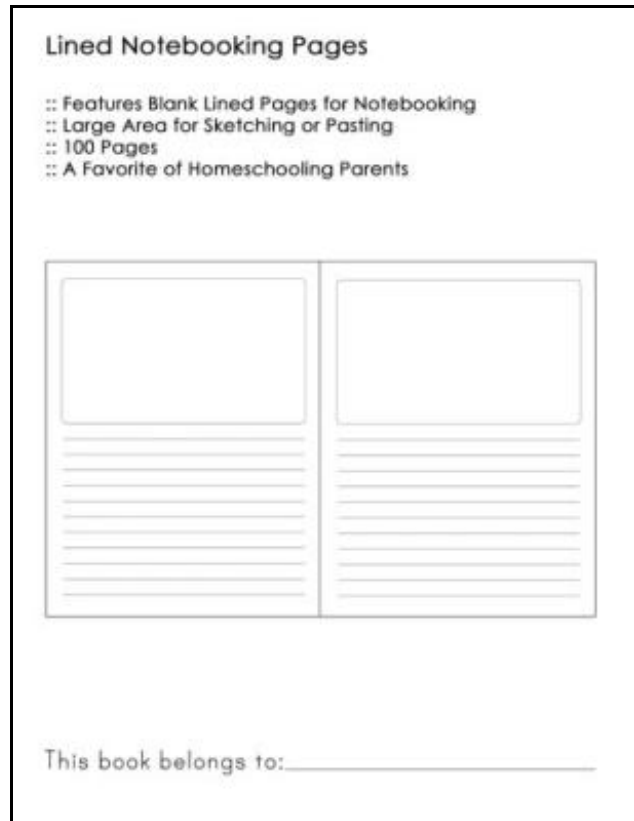 Lined Notebooking Pages
:: Features Blank Lined Pages for Notebooking
:: Large Area for Sketching or Pasting
:: 100 Pages
:: A Favorite of Homeschooling Parents
This book belongs to: